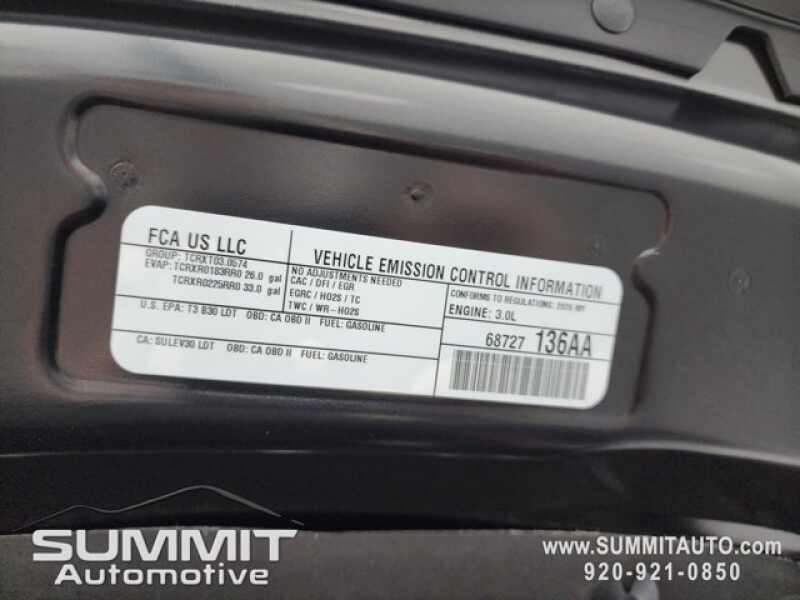 FCA US LLC
GROUP: TCRXT03.0574
EVAP: TCRXR0183RR0 26.0 gal
TCRXR0225RR0 33.0 gal
VEHICLE EMISSION CONTROL INFORMATION
NO ADJUSTMENTS NEEDED
CAC / DFI / EGR
EGRC / HO2S / TC
TWC / WR-HO2S
CONFORMS TO REGULATIONS: 2026 MY
ENGINE: 3.0L
U.S. EPA: T3 B30 LDT OBD: CA OBD II FUEL: GASOLINE
CA: SULEV30 LDT OBD: CA OBD II FUEL: GASOLINE
68727 136AA
SUMMIT
Automotive
www.SUMMITAUTO.com
920-921-0850